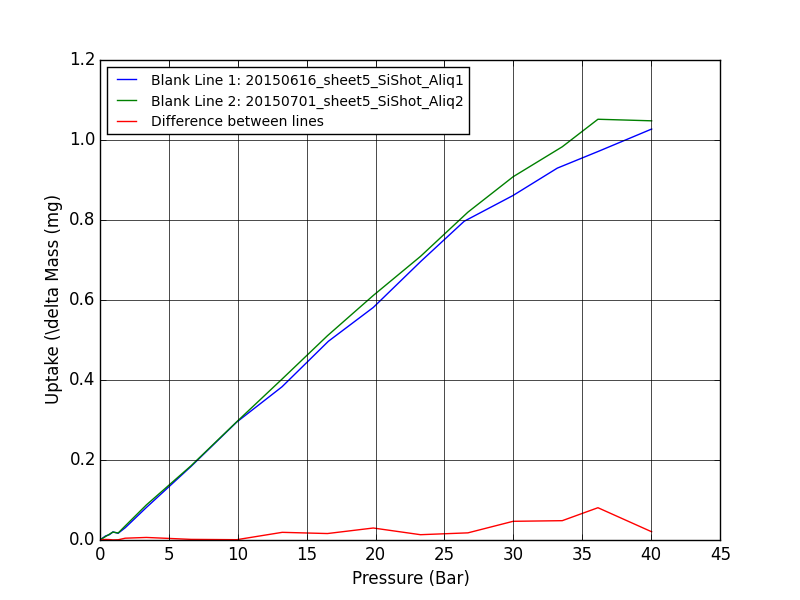 1.2
1.0
0.8
0.6
0.4
0.2
0.0
Uptake (\delta Mass (mg)
Blank Line 1: 20150616_sheet5_SiShot_Aliq1
Blank Line 2: 20150701_sheet5_SiShot_Aliq2
Difference between lines
0 5 10 15 20 25 30 35 40 45
Pressure (Bar)